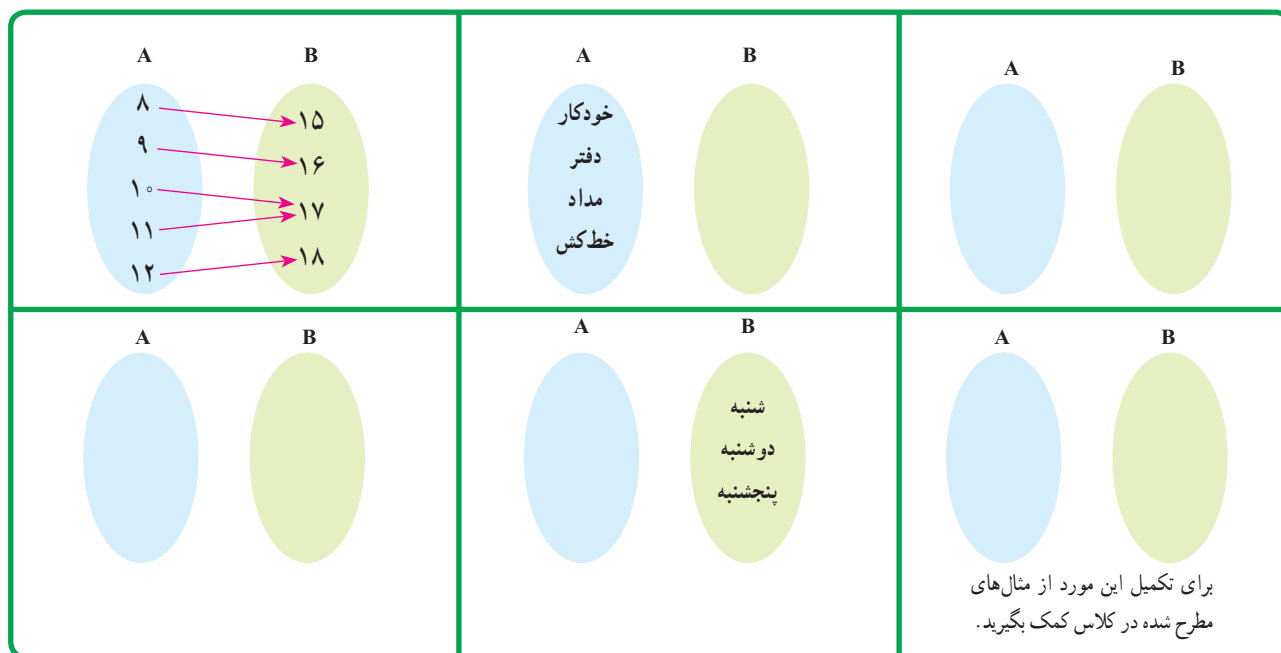 A B
۸
۹
۱۰
۱۱
۱۲
۱۵
۱۶
۱۷
۱۸
A B
خودکار
دفتر
مداد
خط‌کش
A B
A B
A B
شنبه
دوشنبه
پنجشنبه
A B
برای تکمیل این مورد از مثال‌های
مطرح شده در کلاس کمک بگیرید.